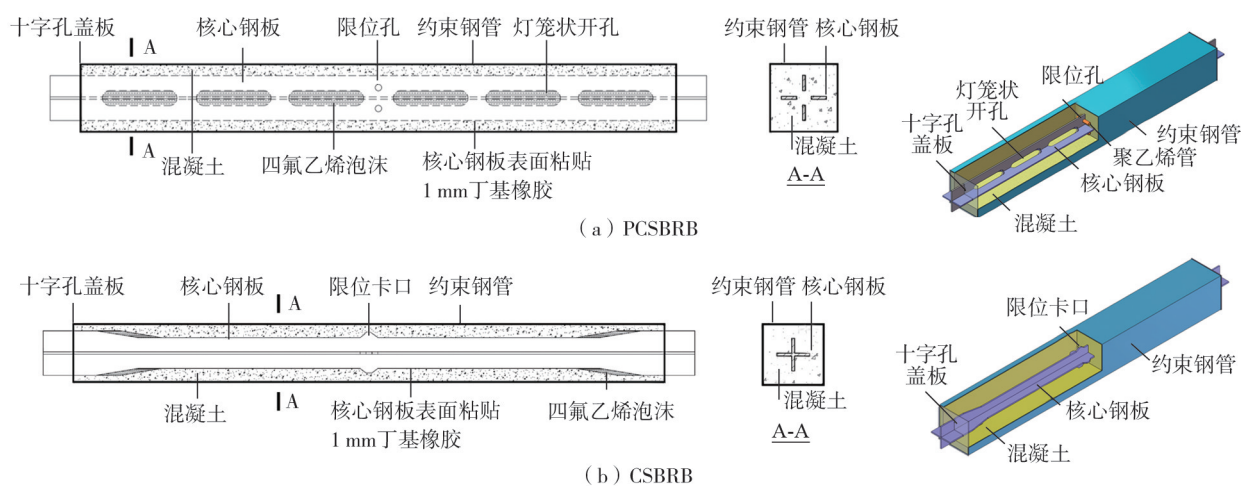 十字孔盖板 核心钢板 限位孔 约束钢管 灯笼状开孔
A
混凝土 四氟乙烯泡沫 核心钢板表面粘贴
1 mm丁基橡胶
A
约束钢管 核心钢板
混凝土
A-A
限位孔
灯笼状
开孔
十字孔
盖板
约束钢管
聚乙烯管
核心钢板
混凝土
（a）PCSBRB
十字孔盖板 核心钢板 A 限位卡口 约束钢管
混凝土 A 核心钢板表面粘贴 四氟乙烯泡沫
1 mm丁基橡胶
约束钢管 核心钢板
混凝土
A-A
限位卡口
十字孔
盖板
约束钢管
核心钢板
混凝土
（b）CSBRB